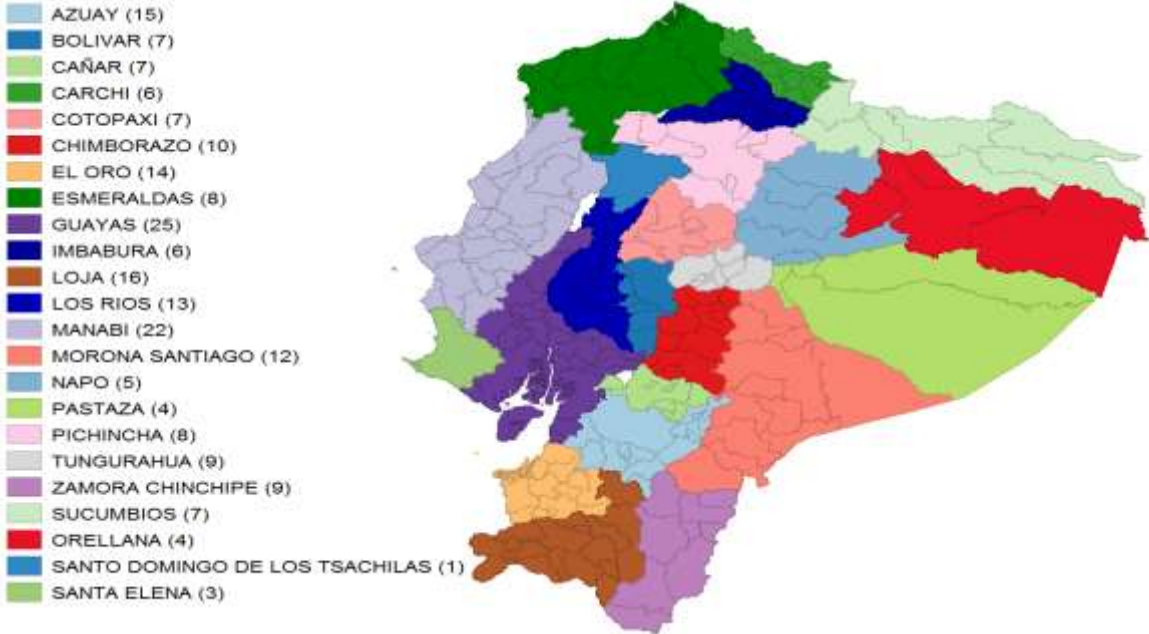 AZUAY (15)
BOLIVAR (7)
CAÑAR (7)
CARCHI (6)
COTOPAXI (7)
CHIMBORAZO (10)
EL ORO (14)
ESMERALDAS (8)
GUAYAS (25)
IMBABURA (6)
LOJA (16)
LOS RIOS (13)
MANABI (22)
MORONA SANTIAGO (12)
NAPO (5)
PASTAZA (4)
PICHINCHA (8)
TUNGURAHUA (9)
ZAMORA CHINCHIPE (9)
SUCUMBIOS (7)
ORELLANA (4)
SANTO DOMINGO DE LOS TSACHILAS (1)
SANTA ELENA (3)